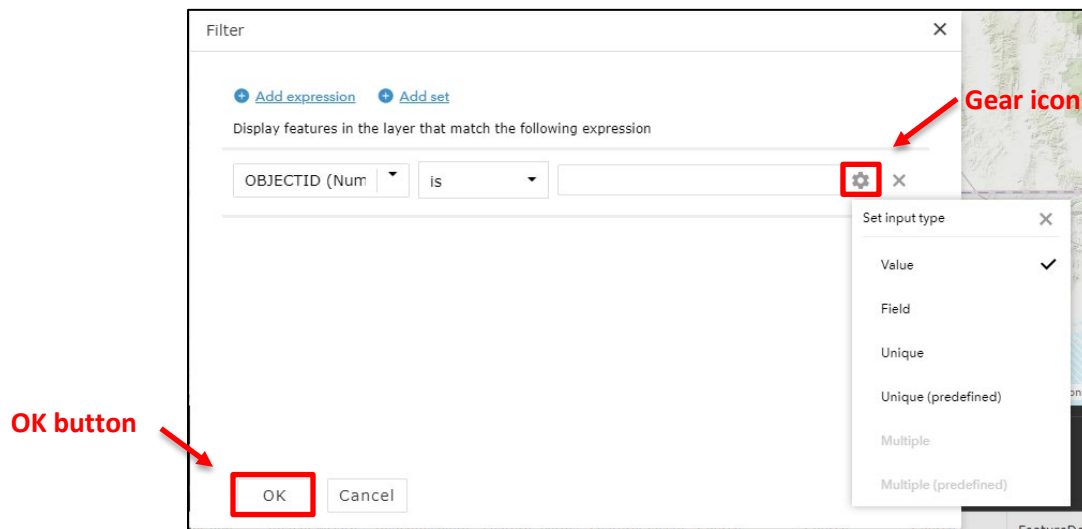 Filter
Add expression Add set
Gear icon
Display features in the layer that match the following expression
OBJECTID (Num is
Set input type
Value
Field
Unique
Unique (predefined)
on
OK button
Multiple
Multiple (predefined)
OK Cancel